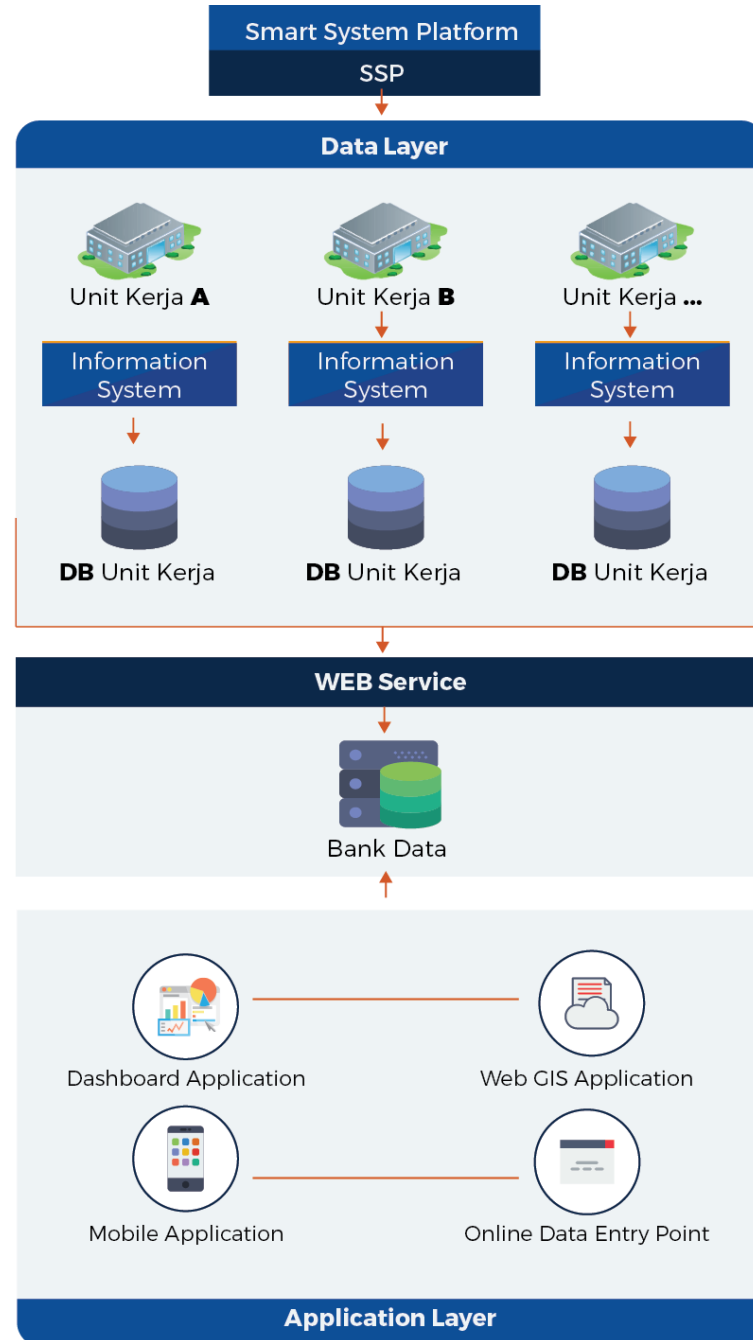 Smart System Platform
SSP
Data Layer
Unit Kerja A
Unit Kerja B
Unit Kerja ...
Information
System
Information
System
Information
System
DB Unit Kerja
DB Unit Kerja
DB Unit Kerja
WEB Service
Bank Data
Dashboard Application
Web GIS Application
Mobile Application
Online Data Entry Point
Application Layer